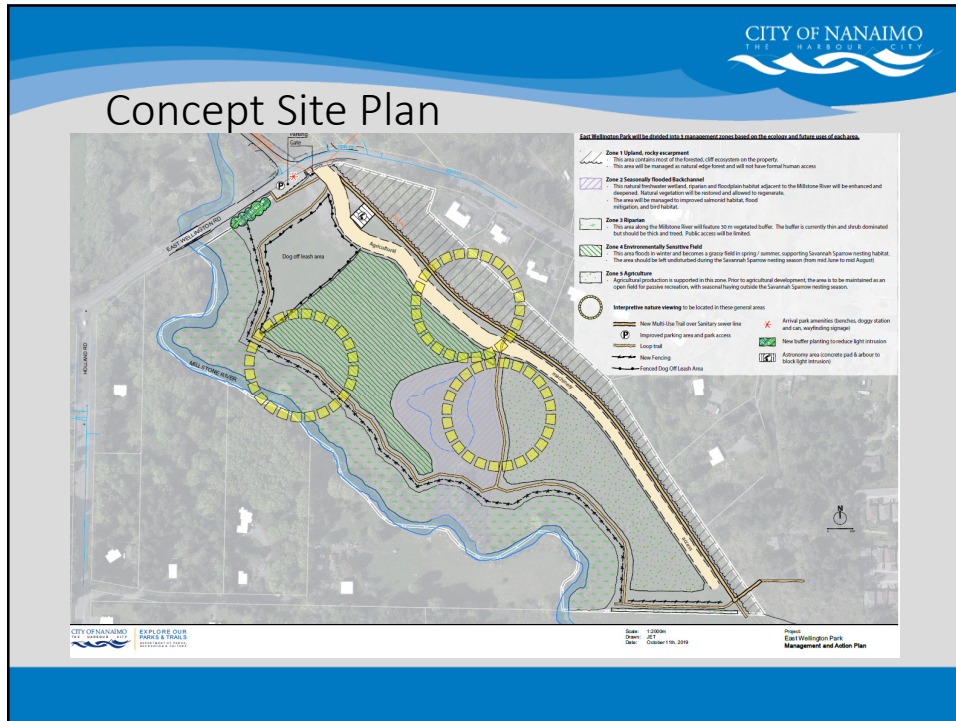 CITY OF NANAIMO
THE HARBOUR CITY
Concept Site Plan
Parking
Gate
P
EAST WELLINGTON RD
HOLLAND RD
MILLSTONE RIVER
Dog off leash area
Agricultural
access
N
East Wellington Park will be divided into 5 management zones based on the ecology and future uses of each area.
Zone 1 Upland, rocky escarpment
- This area contains most of the forested, cliff ecosystem on the property.
- This area will be managed as natural edge forest and will not have formal human access
Zone 2 Seasonally flooded Backchannel
- This natural freshwater wetland, riparian and floodplain habitat adjacent to the Millstone River will be enhanced and
deepened. Natural vegetation will be restored and allowed to regenerate.
- The area will be managed to improved salmonid habitat, flood
mitigation, and bird habitat.
Zone 3 Riparian
- This area along the Millstone River will feature 30 m vegetated buffer. The buffer is currently thin and shrub dominated
but should be thick and treed. Public access will be limited.
Zone 4 Environmentally Sensitive Field
- This area floods in winter and becomes a grassy field in spring / summer, supporting Savannah Sparrow nesting habitat.
- The area should be left undisturbed during the Savannah Sparrow nesting season (from mid June to mid August)
Zone 5 Agriculture
- Agricultural production is supported in this zone. Prior to agricultural development, the area is to be maintained as an
open field for passive recreation, with seasonal haying outside the Savannah Sparrow nesting season.
Interpretive nature viewing to be located in these general areas
New Multi-Use Trail over Sanitary sewer line
P Improved parking area and park access
Loop trail
New Fencing
Fenced Dog Off Leash Area
Arrival park amenities (benches, doggy station
and can, wayfinding signage)
New buffer planting to reduce light intrusion
Astronomy area (concrete pad & arbour to
block light intrusion)
CITY OF NANAIMO
THE HARBOUR CITY
EXPLORE OUR
PARKS & TRAILS
DEPARTMENT OF PARKS,
RECREATION & CULTURE
Scale: 1:2000m
Drawn: JET
Date: October 11th, 2019
Project:
East Wellington Park
Management and Action Plan